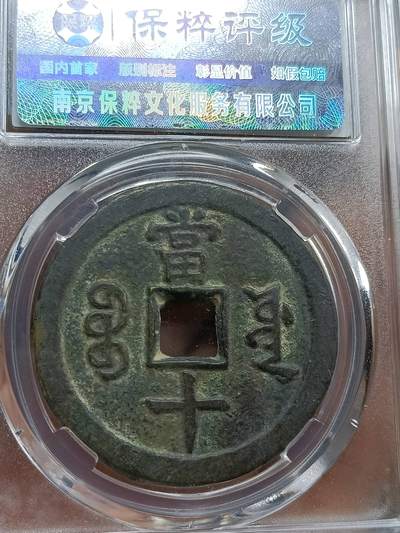 保粹评级
国内首家 版别标注 彰显价值 如假包赔
南京保粹文化服务有限公司
當
十